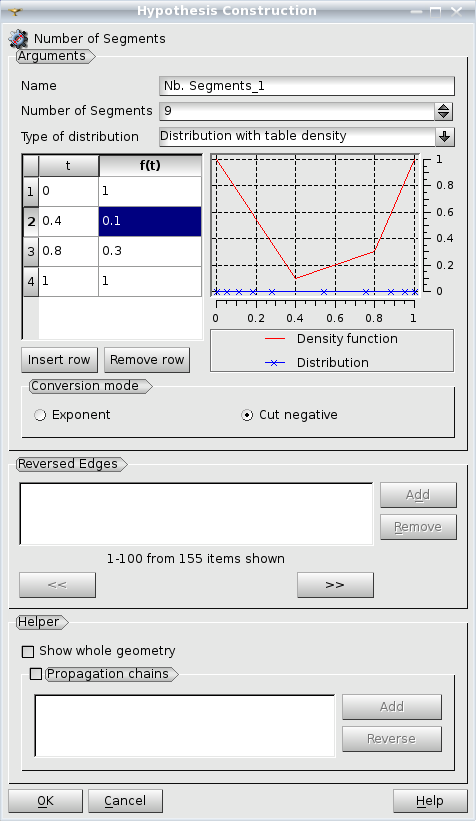 Hypothesis Construction
Number of Segments
Arguments
Name Nb. Segments_1
Number of Segments 9
Type of distribution Distribution with table density
t f(t)
1 0 1
2 0.4 0.1
3 0.8 0.3
4 1 1
1
0.8
0.6
0.4
0.2
0
0 0.2 0.4 0.6 0.8 1
Density function
Distribution
Insert row Remove row
Conversion mode
Exponent Cut negative
Reversed Edges
Add
Remove
1-100 from 155 items shown
<< >>
Helper
Show whole geometry
Propagation chains
Add
Reverse
OK Cancel Help